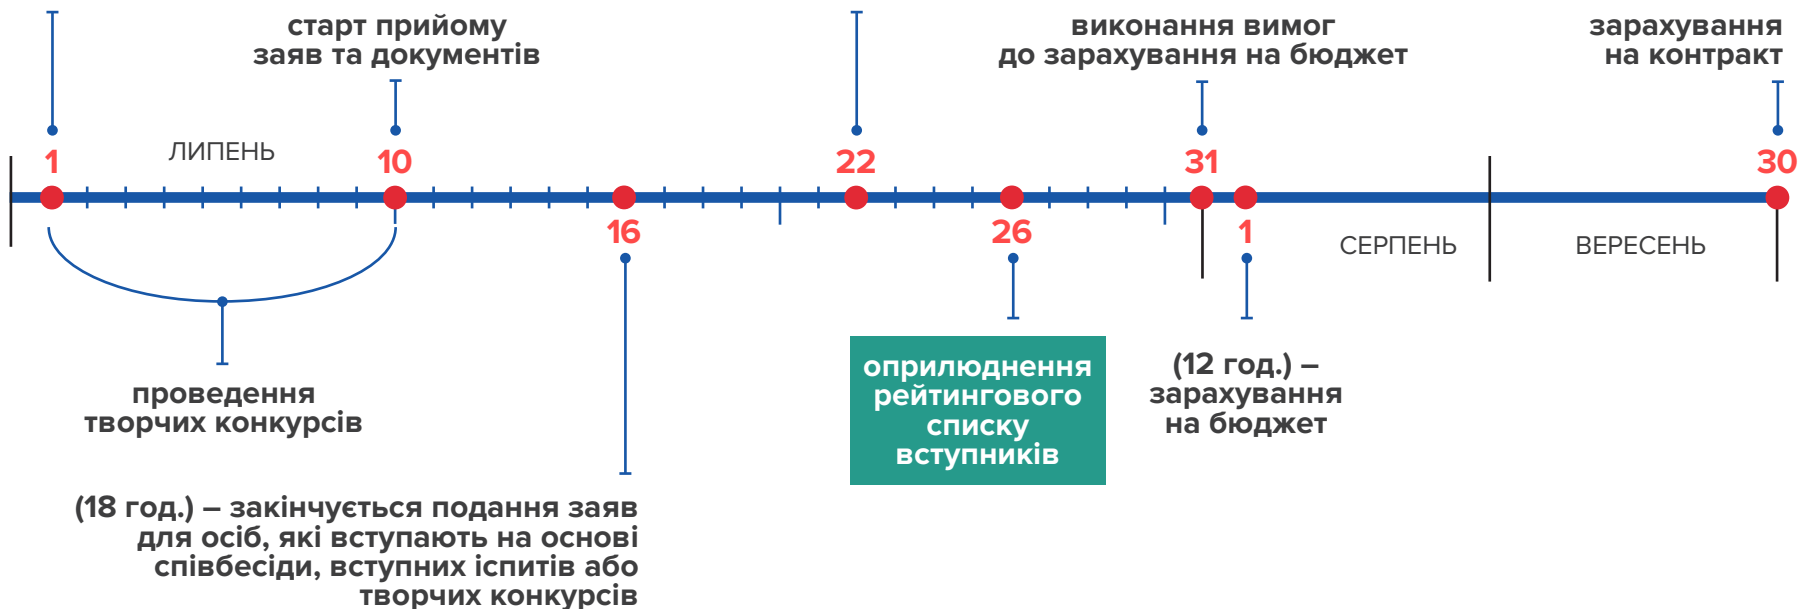 старт прийому
заяв та документів
виконання вимог
до зарахування на бюджет
зарахування
на контракт
1
ЛИПЕНЬ
10
22
31
30
16
26
1
СЕРПЕНЬ
ВЕРЕСЕНЬ
проведення
творчих конкурсів
оприлюднення
рейтингового
списку
вступників
(12 год.) –
зарахування
на бюджет
(18 год.) – закінчується подання заяв
для осіб, які вступають на основі
співбесіди, вступних іспитів або
творчих конкурсів